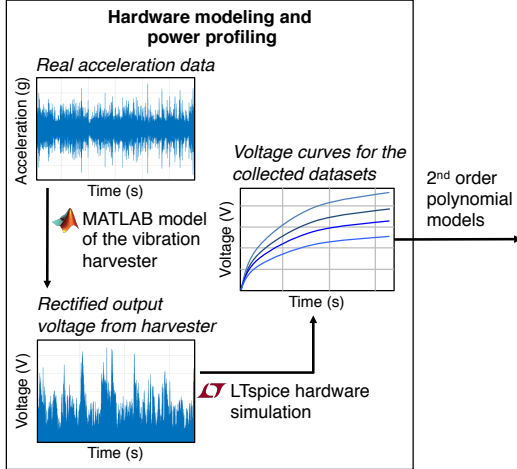 Hardware modeling and
power profiling
Real acceleration data
Acceleration (g)
Time (s)
MATLAB model
of the vibration
harvester
Rectified output
voltage from harvester
Voltage (V)
Time (s)
LTspice hardware
simulation
Voltage curves for the
collected datasets
Voltage (V)
Time (s)
2nd order
polynomial
models